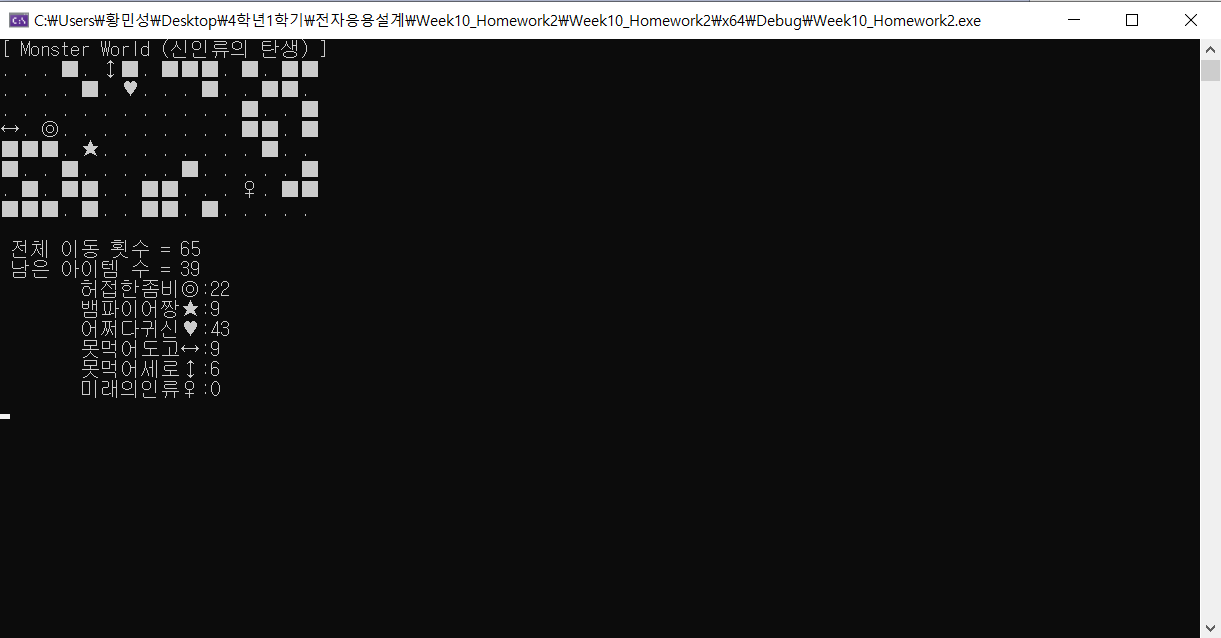 C:₩Users₩황민성₩Desktop₩4학년1학기₩전자응용설계₩Week10_Homework2₩Week10_Homework2₩x64₩Debug₩Week10_Homework2.exe
[ Monster World (신인류의 탄생) ]
. . . ■ . ↕ ■ . ■ ■ ■ . ■ . ■ ■
. . . . ■ . ♥ . . . ■ . . ■ ■ .
. . . . . . . . . . . . ■ . . ■
↔ . ◎ . . . . . . . . . ■ ■ . ■
■ ■ ■ . ★ . . . . . . . . ■ . .
■ . . ■ . . . . . ■ . . . . . ■
. ■ . ■ ■ . . ■ ■ . . . ♀ . ■ ■
■ ■ ■ . ■ . . ■ ■ . ■ . . . . .
전체 이동 횟수 = 65
남은 아이템 수 = 39
허접한좀비◎:22
뱀파이어짱★:9
어쩌다귀신♥:43
못먹어도고↔:9
못먹어세로↕:6
미래의인류♀:0